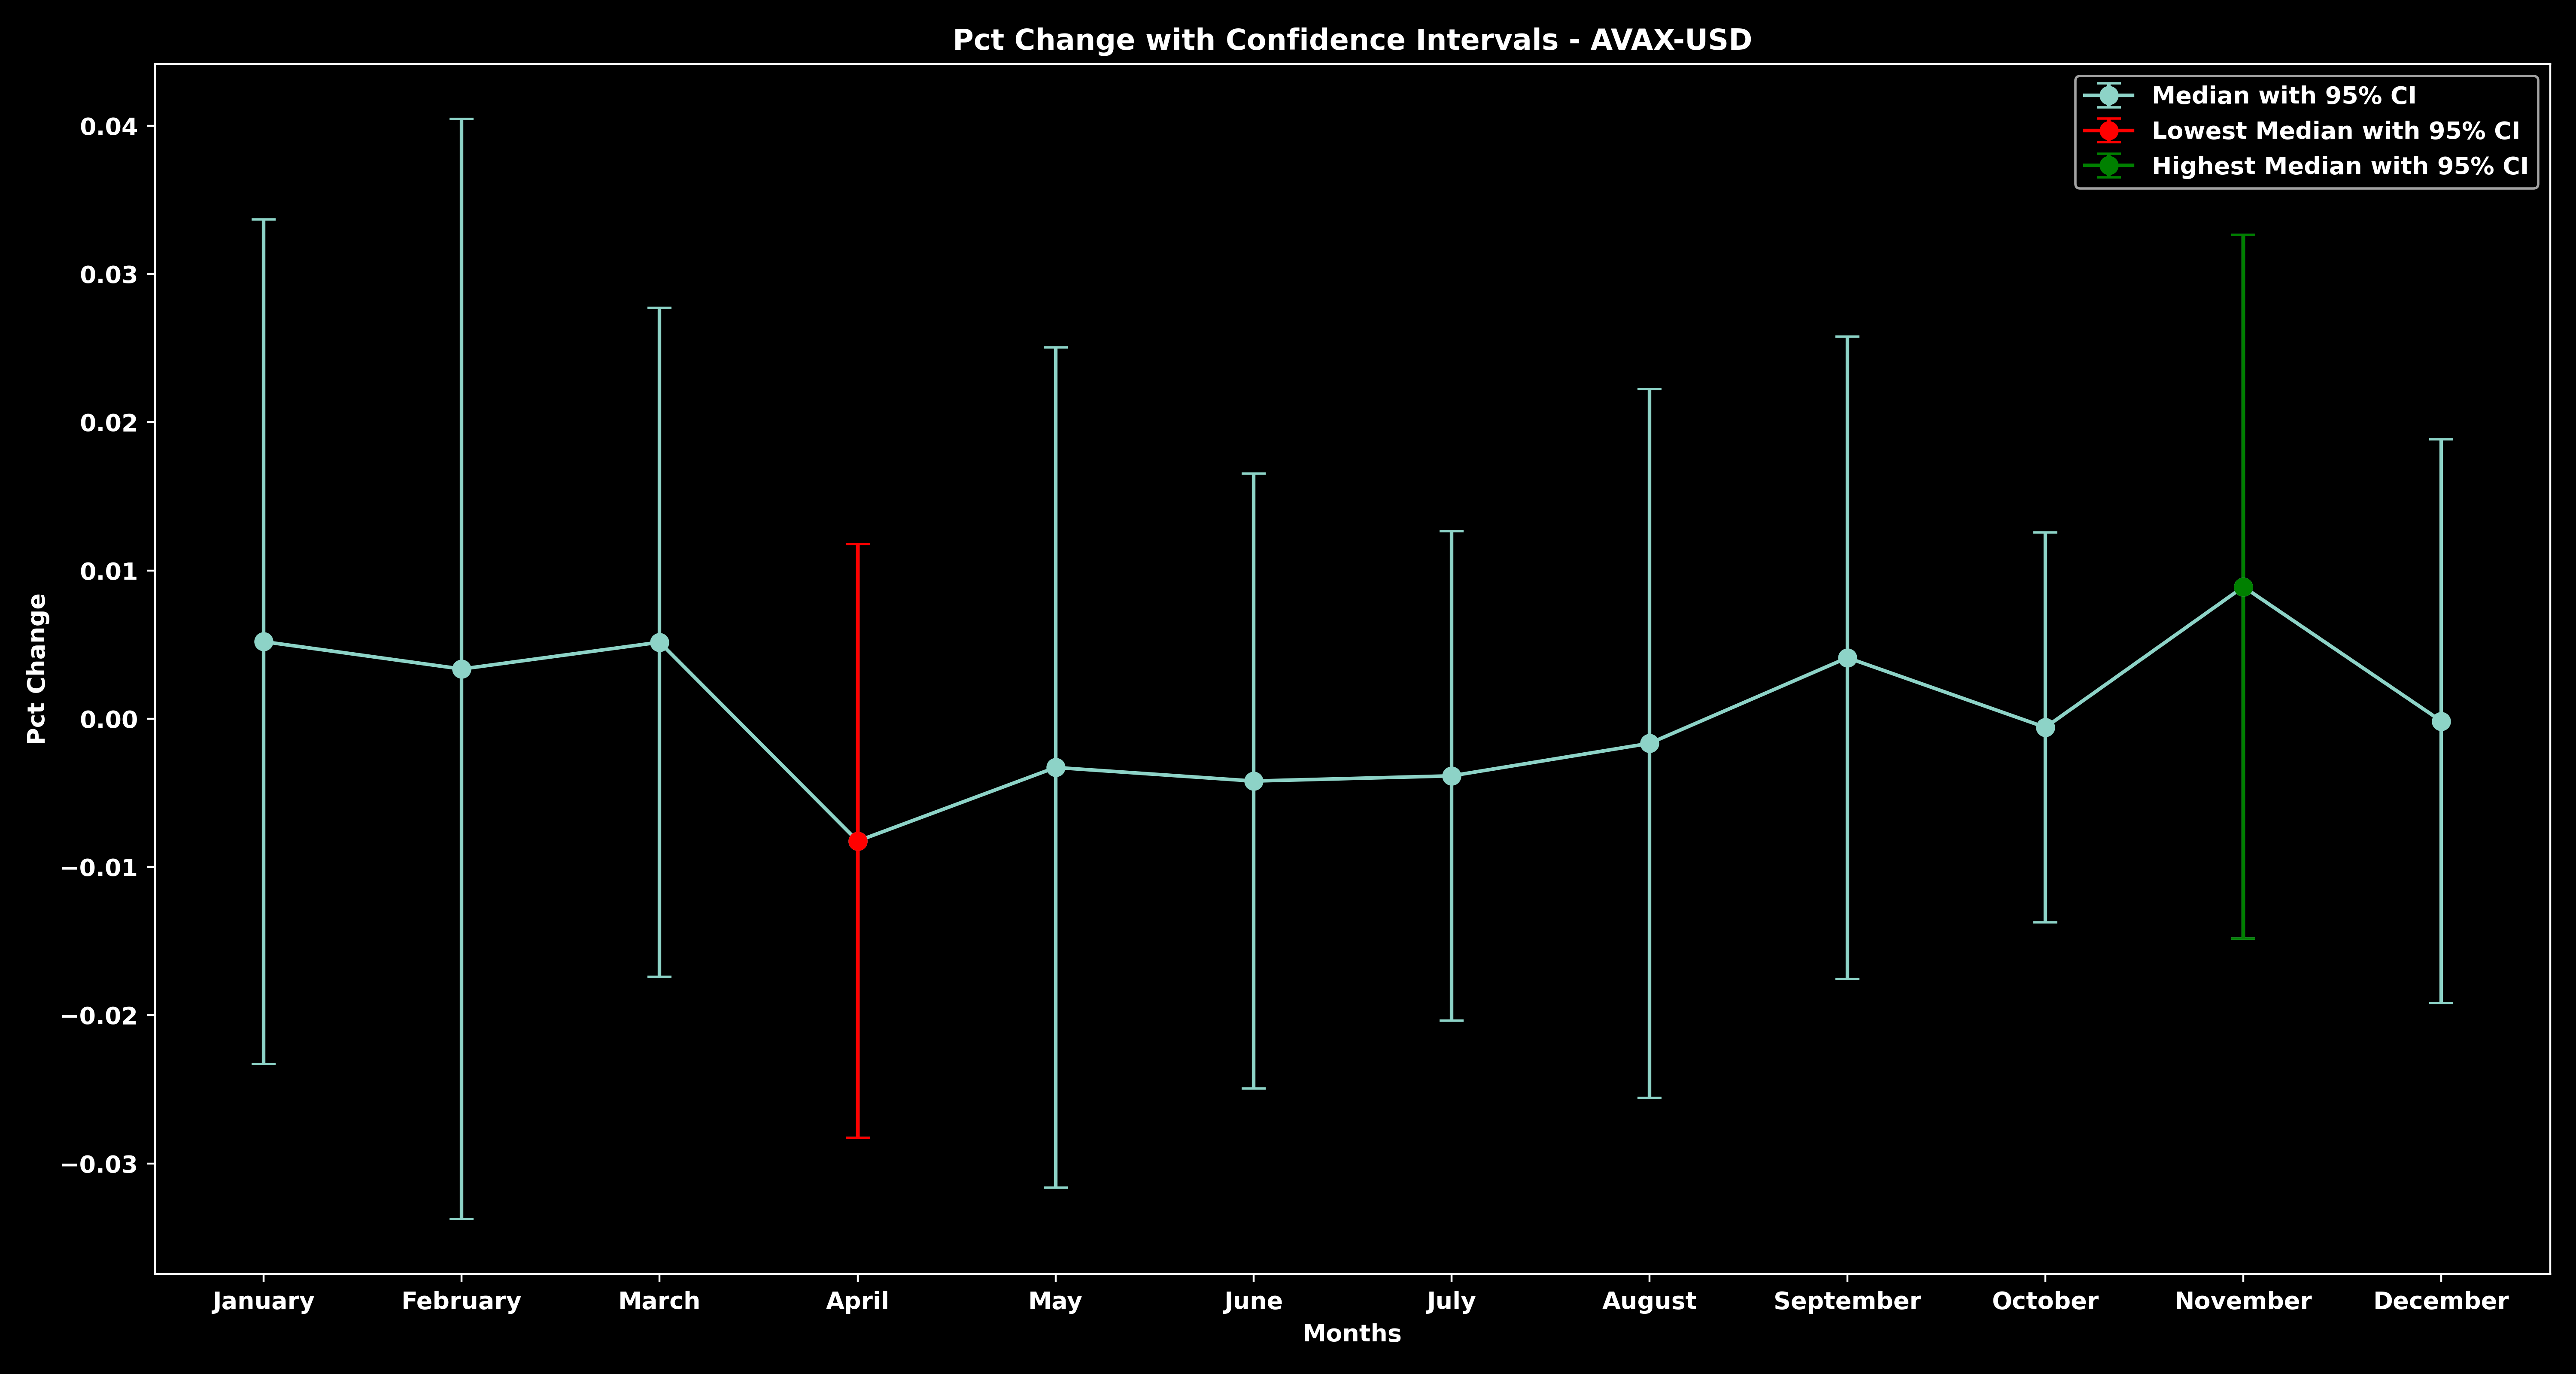 Pct Change with Confidence Intervals - AVAX-USD
Median with 95% CI
Lowest Median with 95% CI
Highest Median with 95% CI
0.04
0.03
0.02
0.01
0.00
−0.01
−0.02
−0.03
Pct Change
January February March April May June July August September October November December
Months